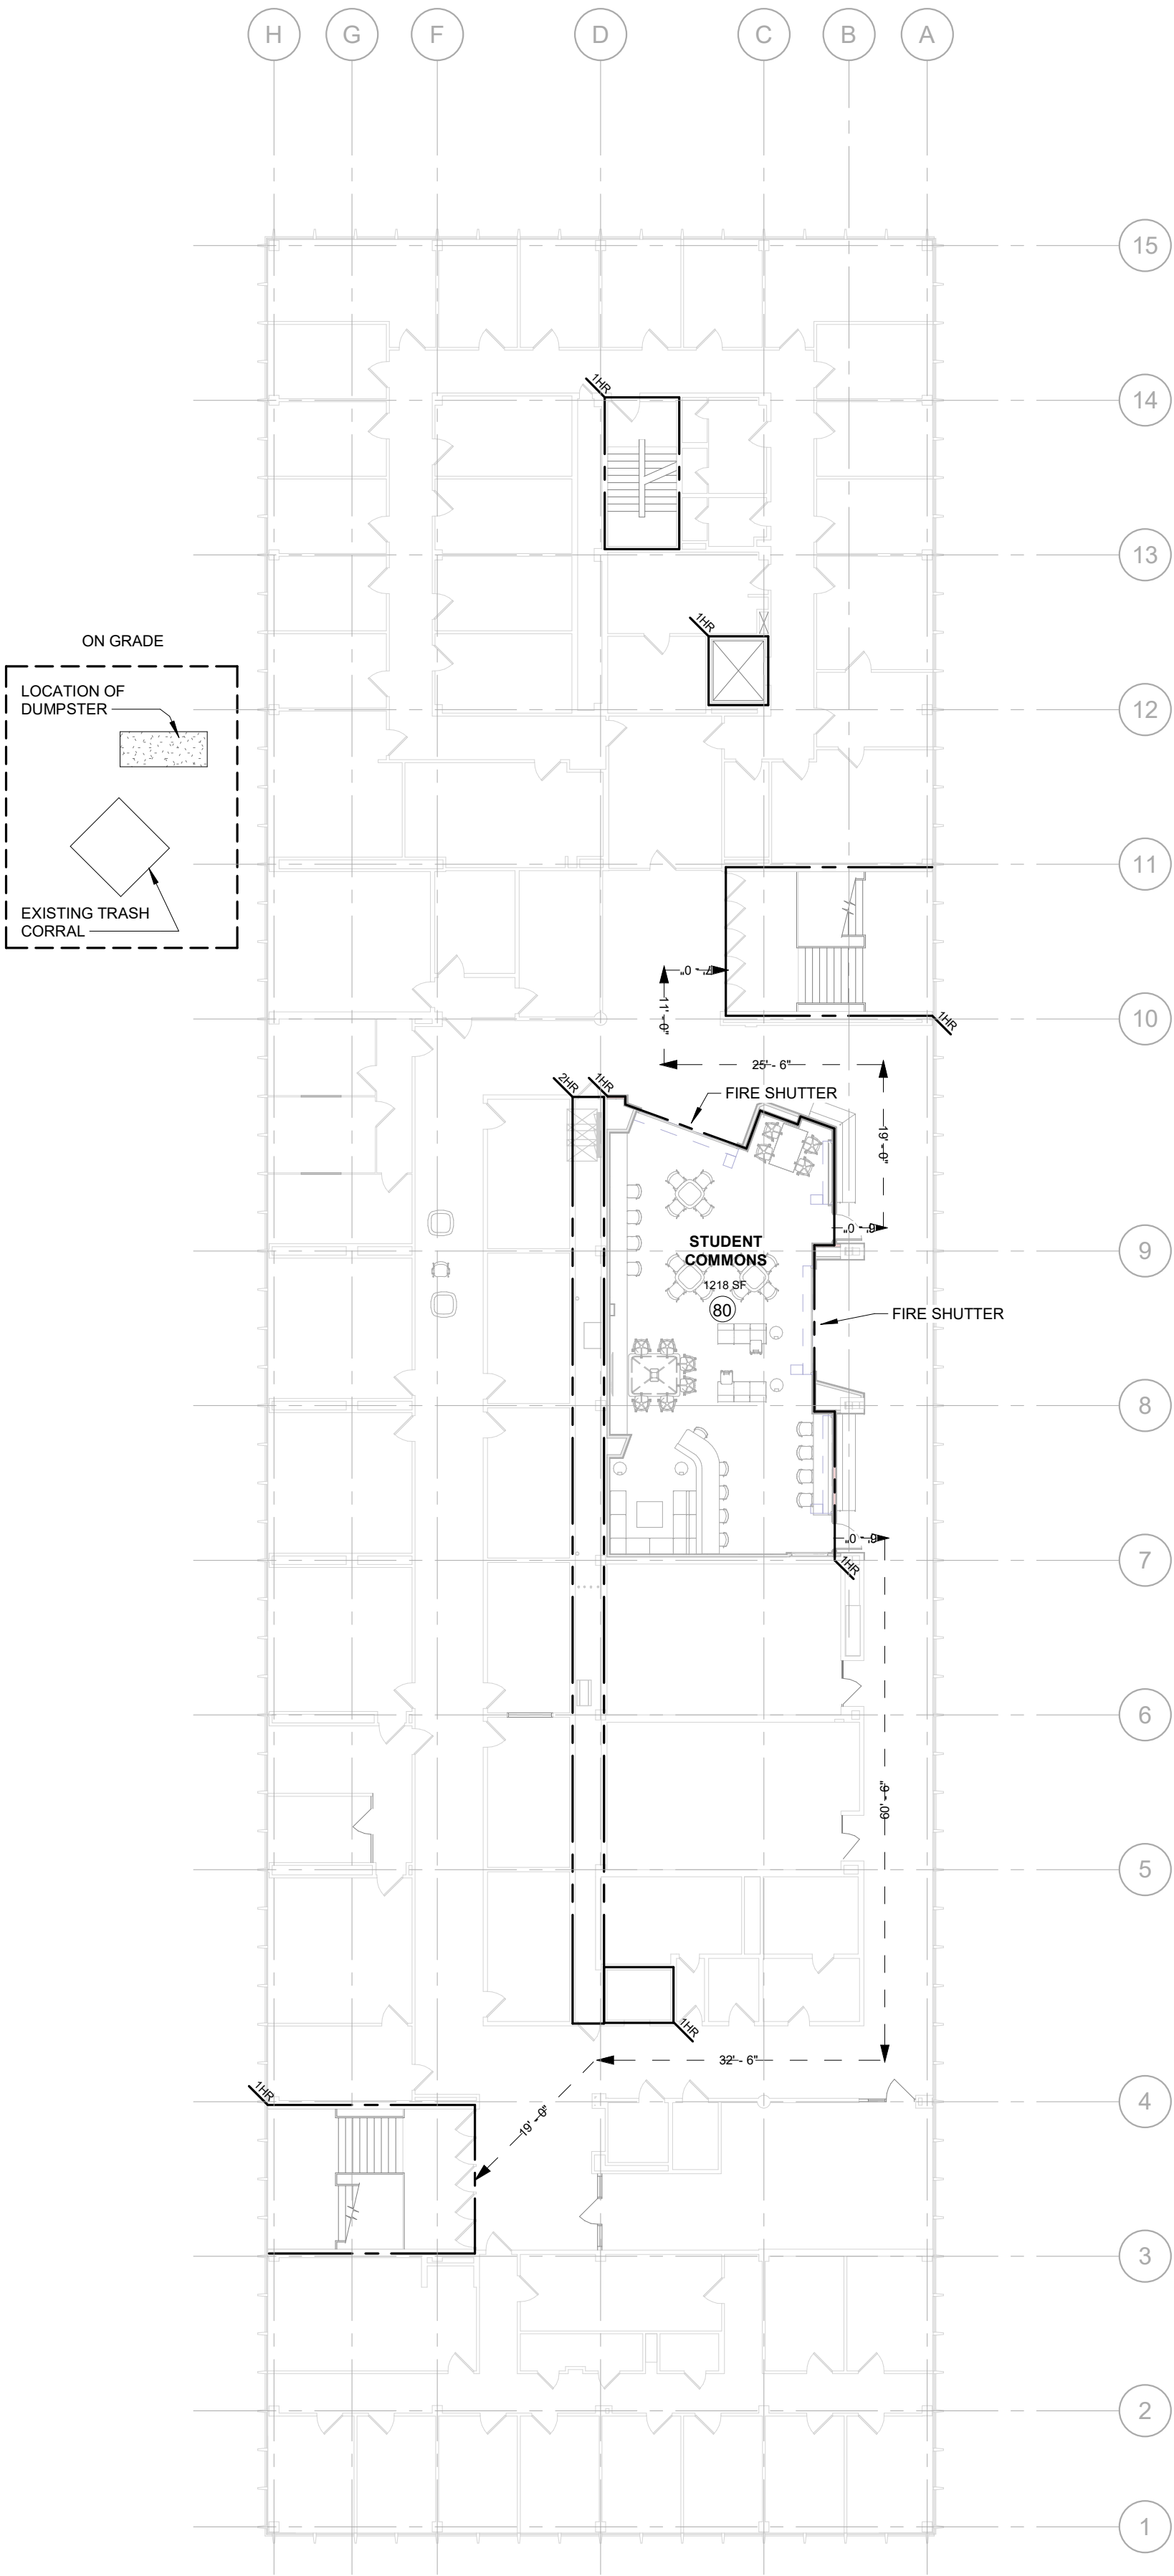 H
G
F
D
C
B
A
15
1HR
14
13
ON GRADE
1HR
LOCATION OF
DUMPSTER
12
11
EXISTING TRASH
CORRAL
7' - 0"
11' - 0"
10
1HR
25' - 6"
2HR
1HR
FIRE SHUTTER
19' - 0"
6' - 0"
STUDENT
COMMONS
9
1218 SF
80
FIRE SHUTTER
8
6' - 0"
7
1HR
6
60' - 6"
5
1HR
32' - 6"
1HR
4
19' - 0"
3
2
1